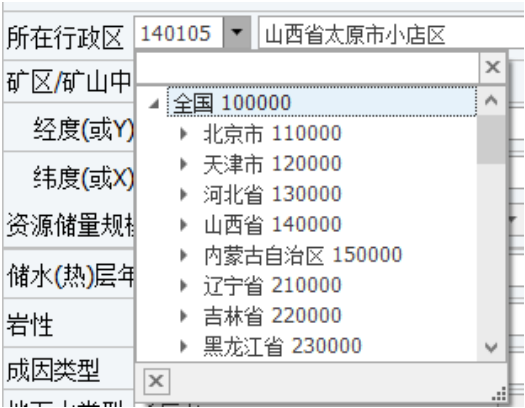 所在行政区 140105 山西省太原市小店区
矿区/矿山中
全国 100000
经度(或Y)
北京市 110000
天津市 120000
纬度(或X)
河北省 130000
资源储量规
山西省 140000
内蒙古自治区 150000
储水(热)层年
辽宁省 210000
岩性
吉林省 220000
黑龙江省 230000
成因类型